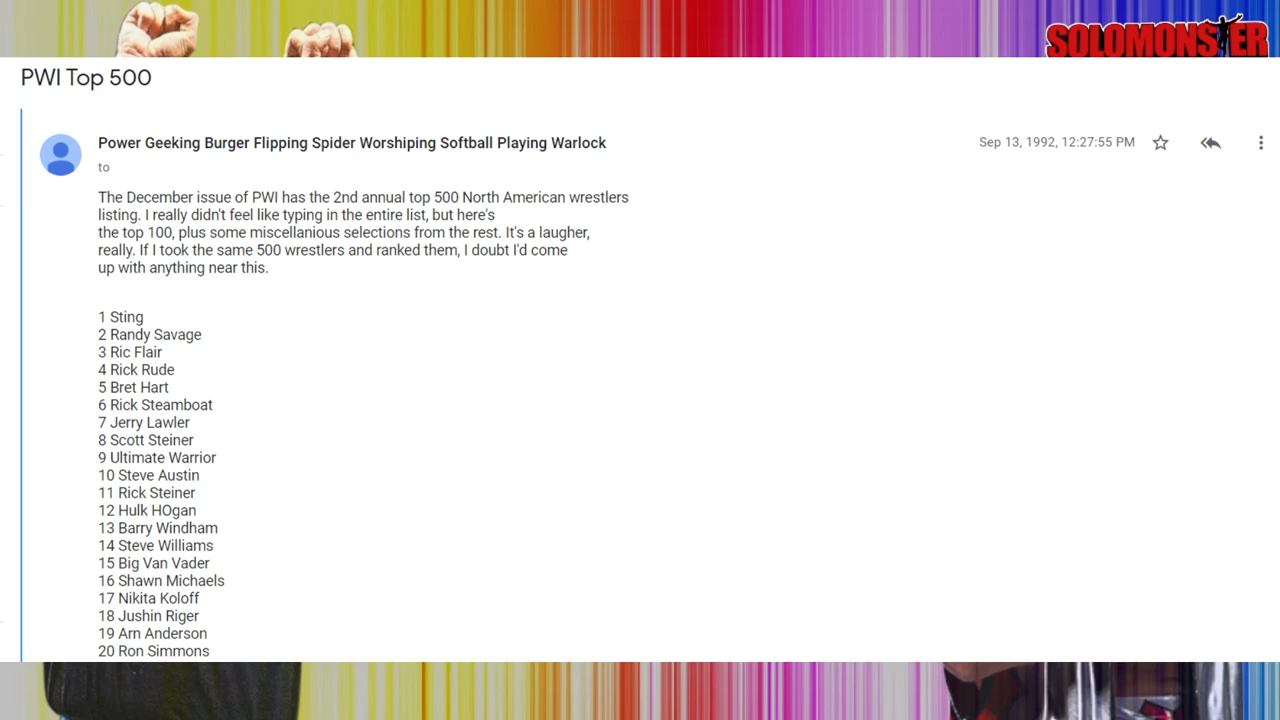 SOLOMONSTER
PWI Top 500
Power Geeking Burger Flipping Spider Worshiping Softball Playing Warlock
Sep 13, 1992, 12:27:55 PM
to
The December issue of PWI has the 2nd annual top 500 North American wrestlers
listing. I really didn't feel like typing in the entire list, but here's
the top 100, plus some miscellanious selections from the rest. It's a laugher,
really. If I took the same 500 wrestlers and ranked them, I doubt I'd come
up with anything near this.
1 Sting
2 Randy Savage
3 Ric Flair
4 Rick Rude
5 Bret Hart
6 Rick Steamboat
7 Jerry Lawler
8 Scott Steiner
9 Ultimate Warrior
10 Steve Austin
11 Rick Steiner
12 Hulk HOgan
13 Barry Windham
14 Steve Williams
15 Big Van Vader
16 Shawn Michaels
17 Nikita Koloff
18 Jushin Riger
19 Arn Anderson
20 Ron Simmons